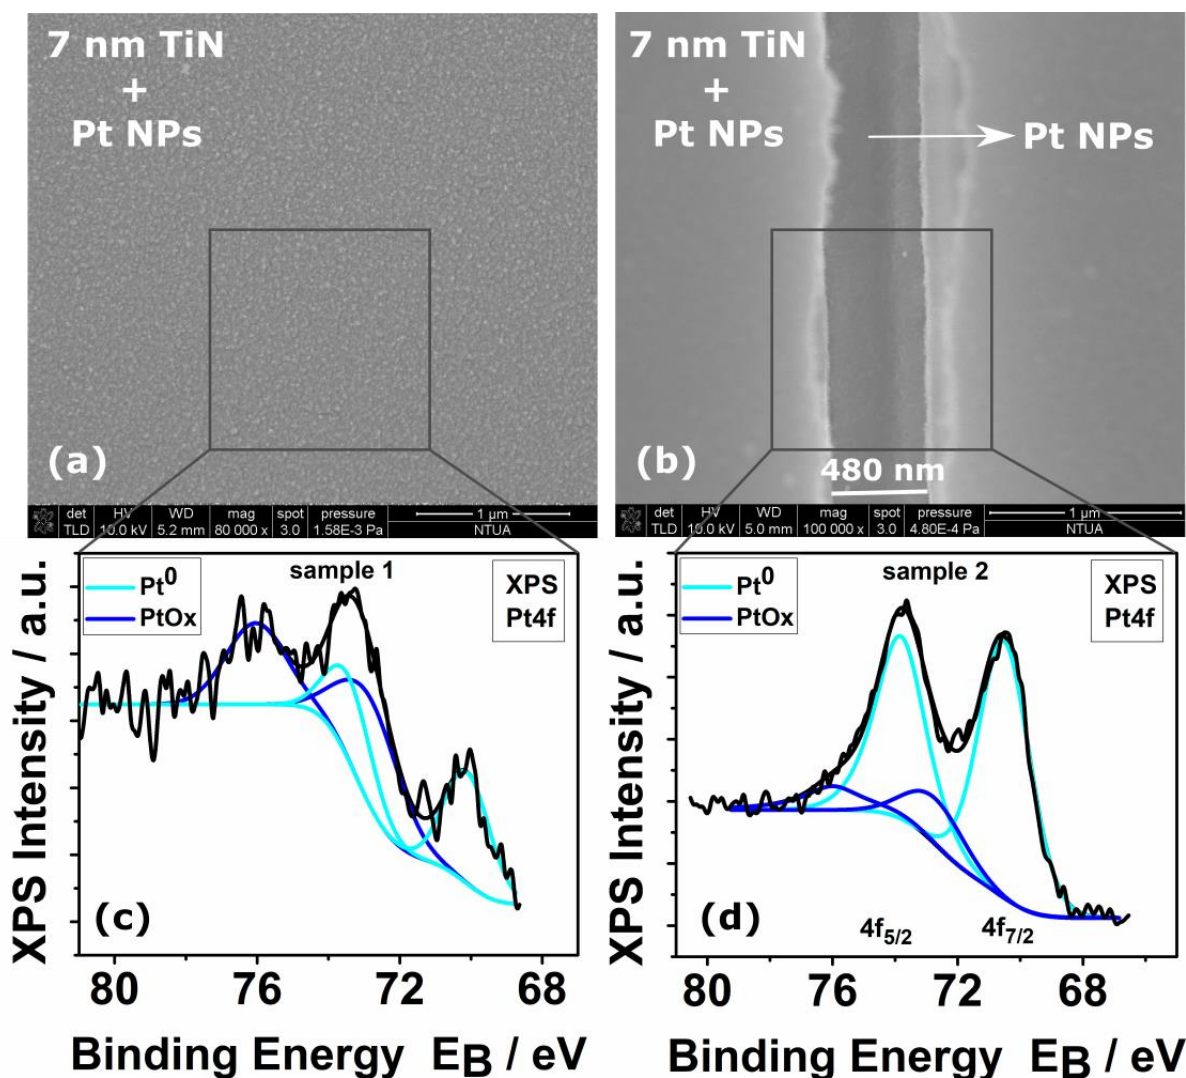 7 nm TiN
+
Pt NPs
(a)
det HV WD mag spot pressure 1 µm
TLD 10.0 kV 5.2 mm 80 000 x 3.0 1.58E-3 Pa NTUA
7 nm TiN
+
Pt NPs
Pt NPs
(b)
480 nm
det HV WD mag spot pressure 1 µm
TLD 10.0 kV 5.0 mm 100 000 x 3.0 4.80E-4 Pa NTUA
XPS Intensity / a.u.
Pt⁰
PtOx
sample 1
XPS
Pt4f
(c)
80 76 72 68
Binding Energy E_B / eV
XPS Intensity / a.u.
Pt⁰
PtOx
sample 2
XPS
Pt4f
(d)
4f5/2 4f7/2
80 76 72 68
Binding Energy E_B / eV